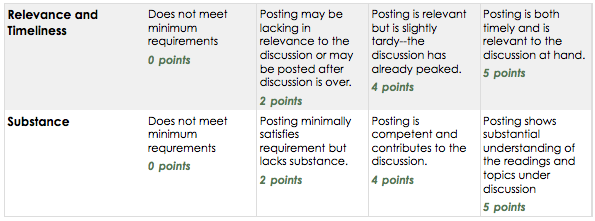 Relevance and
Timeliness
Does not meet
minimum
requirements
0 points
Posting may be
lacking in
relevance to the
discussion or may
be posted after
discussion is over.
2 points
Posting is relevant
but is slightly
tardy--the
discussion has
already peaked.
4 points
Posting is both
timely and is
relevant to the
discussion at hand.
5 points
Substance
Does not meet
minimum
requrements
0 points
Posting minimally
satisfies
requirement but
lacks substance.
2 points
Posting is
competent and
contributes to the
discussion.
4 points
Posting shows
substantial
understanding of
the readings and
topics under
discussion
5 points